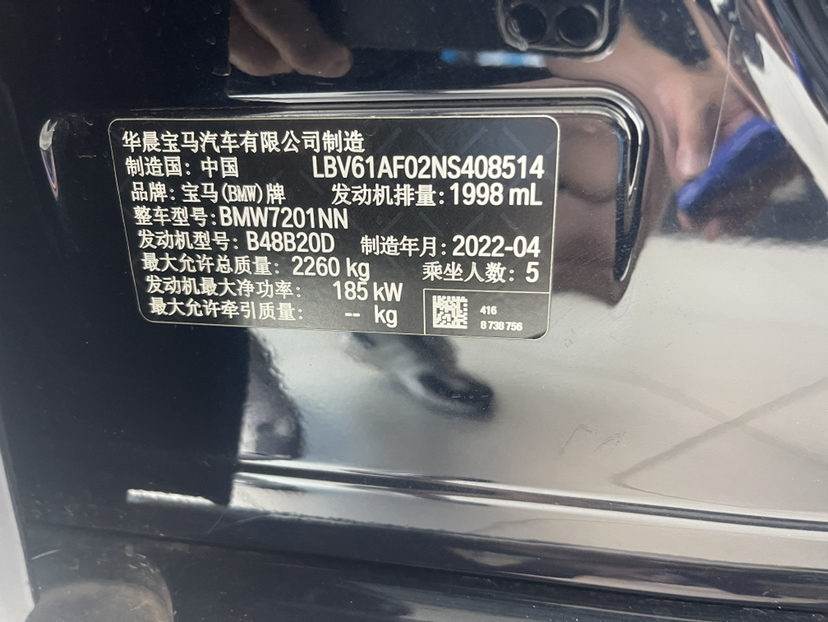 华晨宝马汽车有限公司制造
制造国: 中国 LBV61AF02NS408514
品牌: 宝马(BMW)牌 发动机排量: 1998 mL
整车型号: BMW7201NN
发动机型号: B48B20D 制造年月: 2022-04
最大允许总质量: 2260 kg 乘坐人数: 5
发动机最大净功率: 185 kW
最大允许牵引质量: -- kg
416
8 738 756